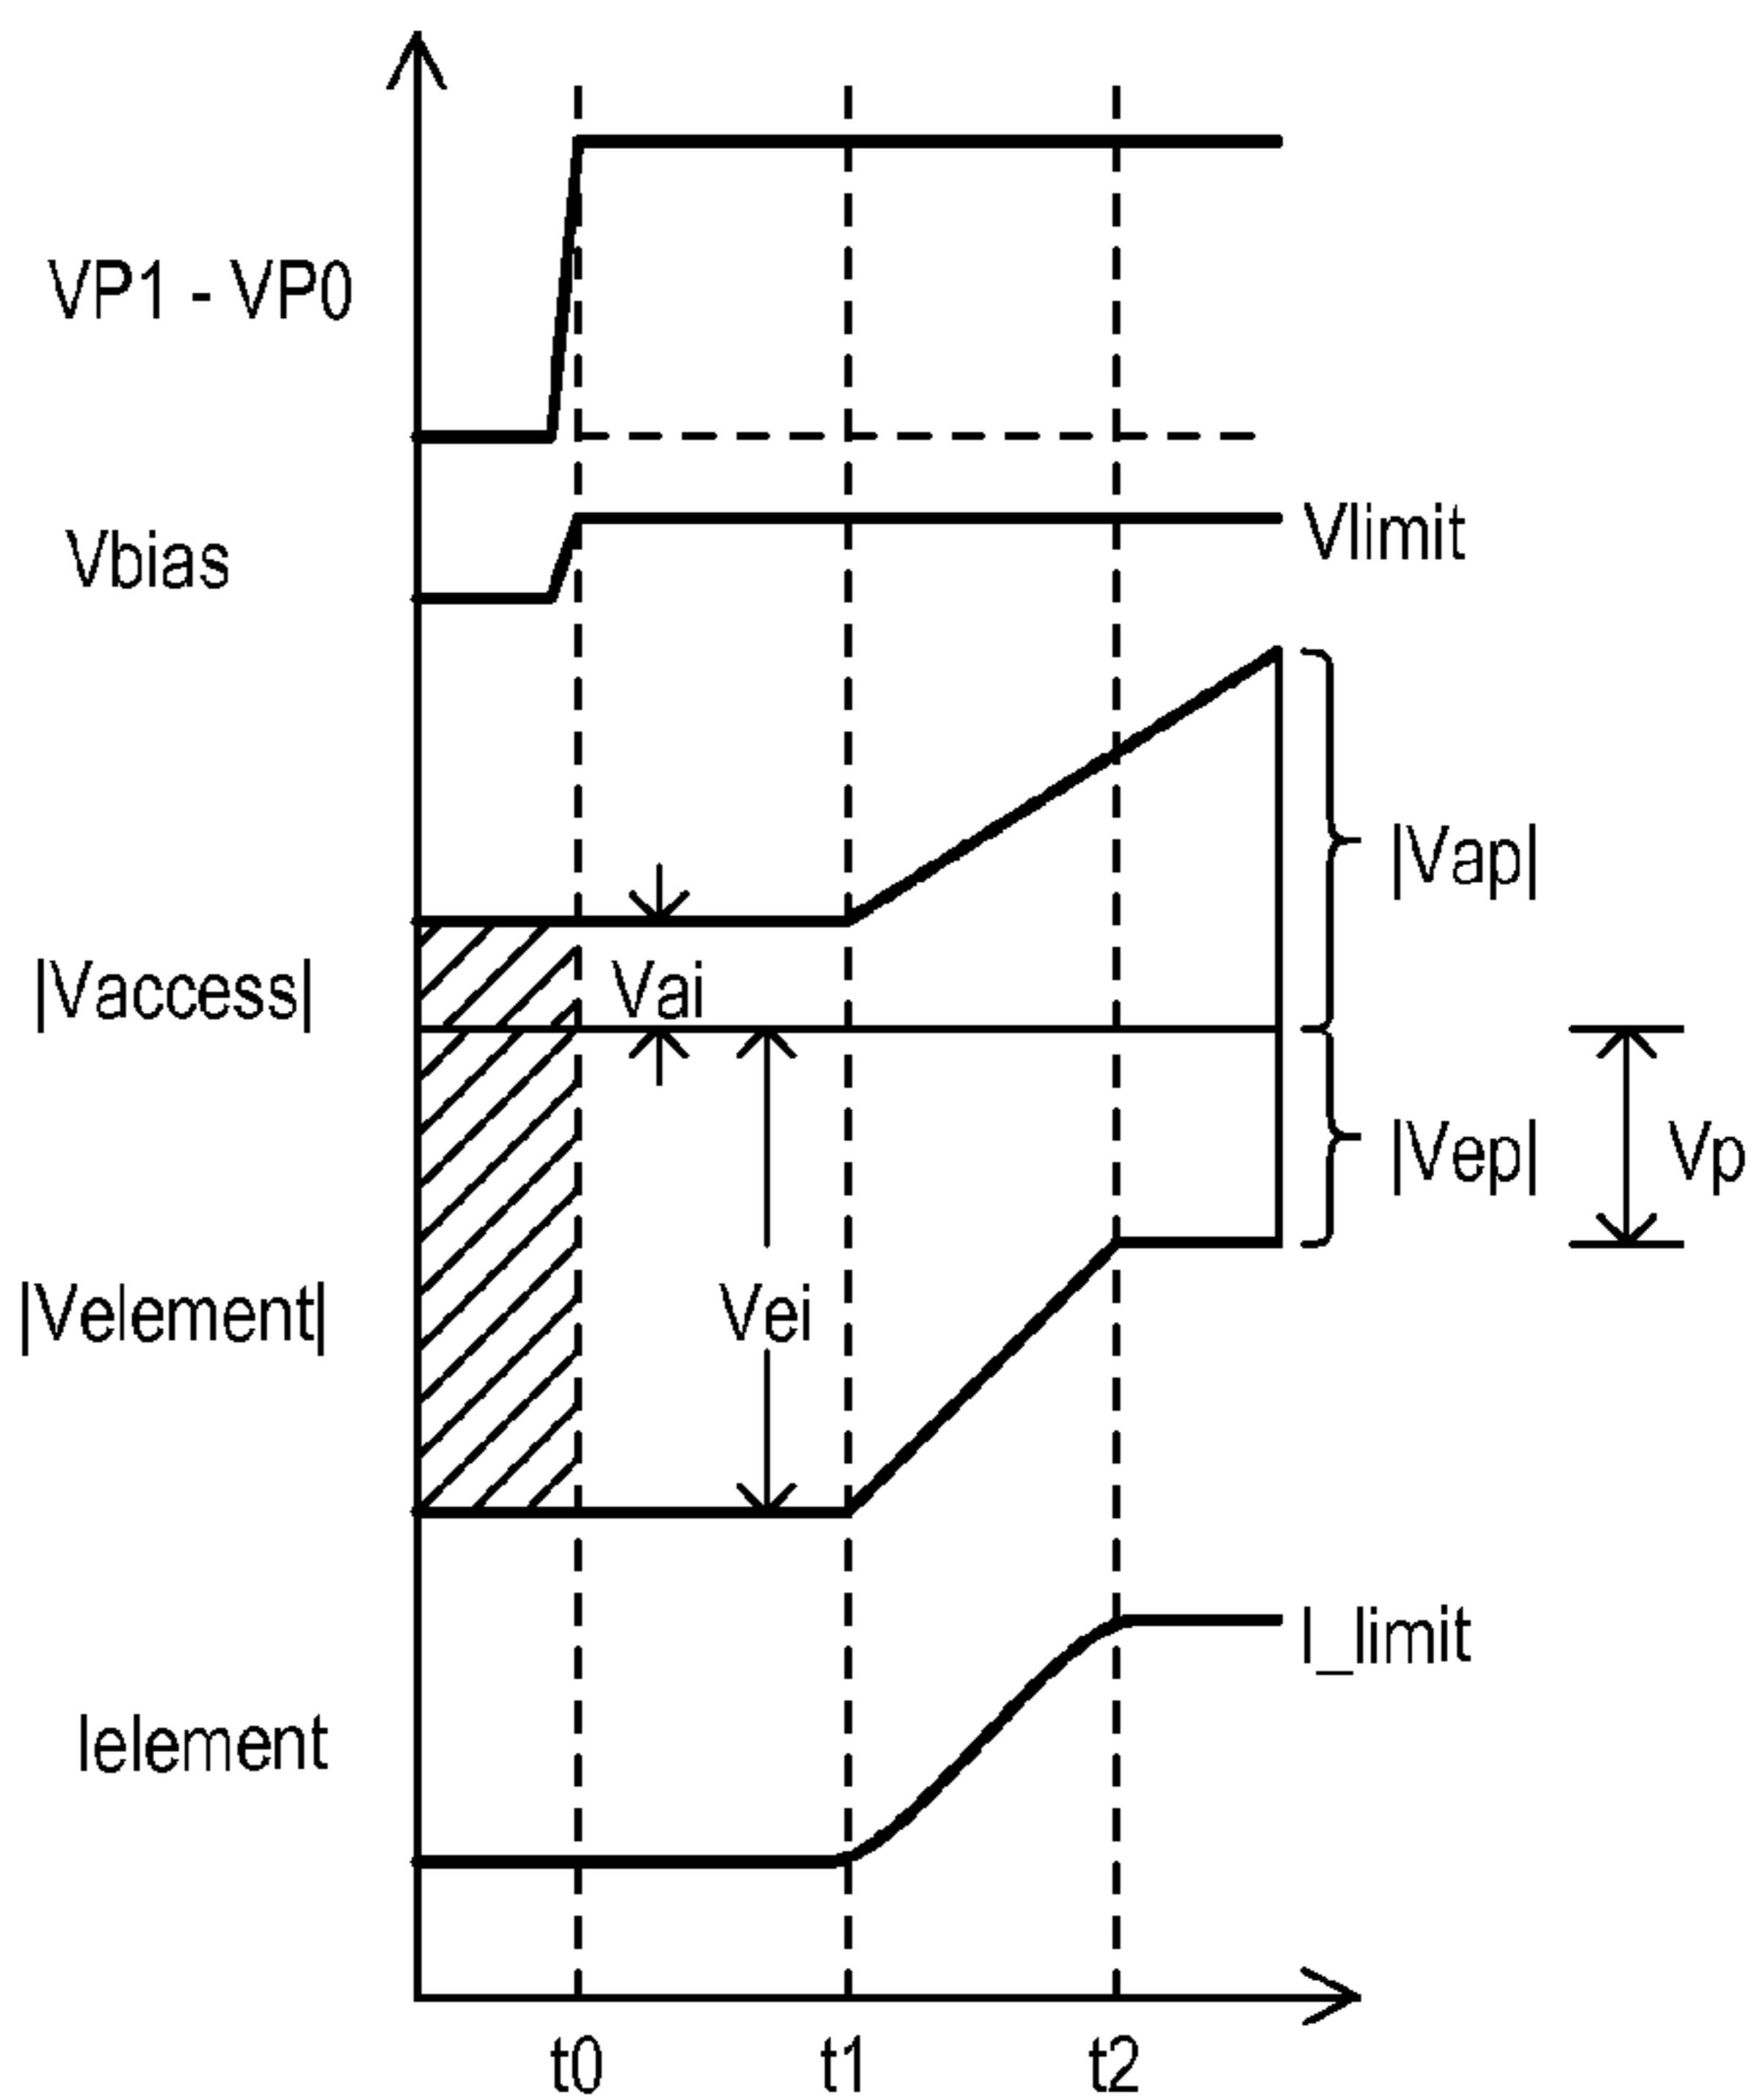 VP1 - VP0
Vbias
Vlimit
|Vap|
|Vaccess|
Vai
|Vep|
Vp
|Velement|
Vei
I_limit
Ielement
t0
t1
t2